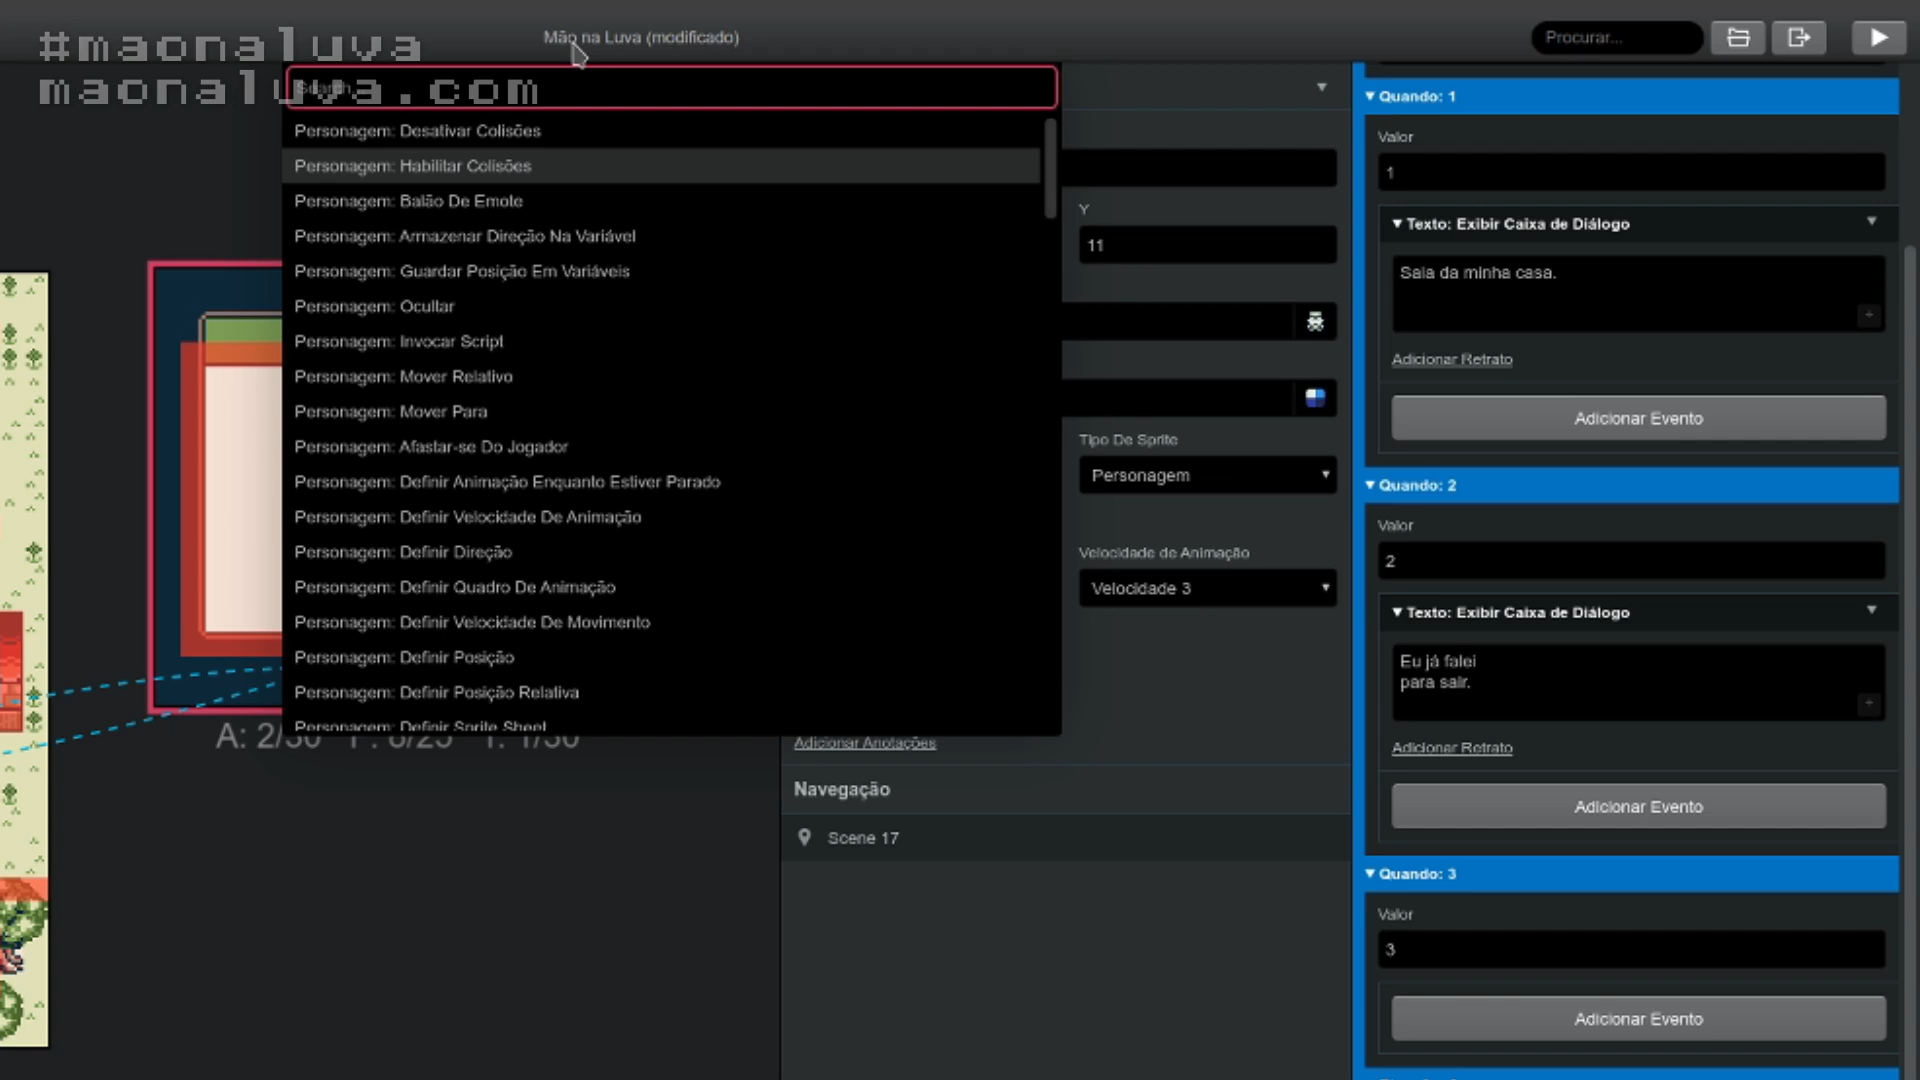 #maonaluva
maonaluva.com
Mão na Luva (modificado)
Procurar...
Search...
Personagem: Desativar Colisões
Personagem: Habilitar Colisões
Personagem: Balão De Emote
Personagem: Armazenar Direção Na Variável
Personagem: Guardar Posição Em Variáveis
Personagem: Ocultar
Personagem: Invocar Script
Personagem: Mover Relativo
Personagem: Mover Para
Personagem: Afastar-se Do Jogador
Personagem: Definir Animação Enquanto Estiver Parado
Personagem: Definir Velocidade De Animação
Personagem: Definir Direção
Personagem: Definir Quadro De Animação
Personagem: Definir Velocidade De Movimento
Personagem: Definir Posição
Personagem: Definir Posição Relativa
Personagem: Definir Sprite Sheet
Y
11
Tipo De Sprite
Personagem
Velocidade de Animação
Velocidade 3
Adicionar Anotações
Navegação
Scene 17
Quando: 1
Valor
1
Texto: Exibir Caixa de Diálogo
Saia da minha casa.
Adicionar Retrato
Adicionar Evento
Quando: 2
Valor
2
Texto: Exibir Caixa de Diálogo
Eu já falei
para sair.
Adicionar Retrato
Adicionar Evento
Quando: 3
Valor
3
Adicionar Evento